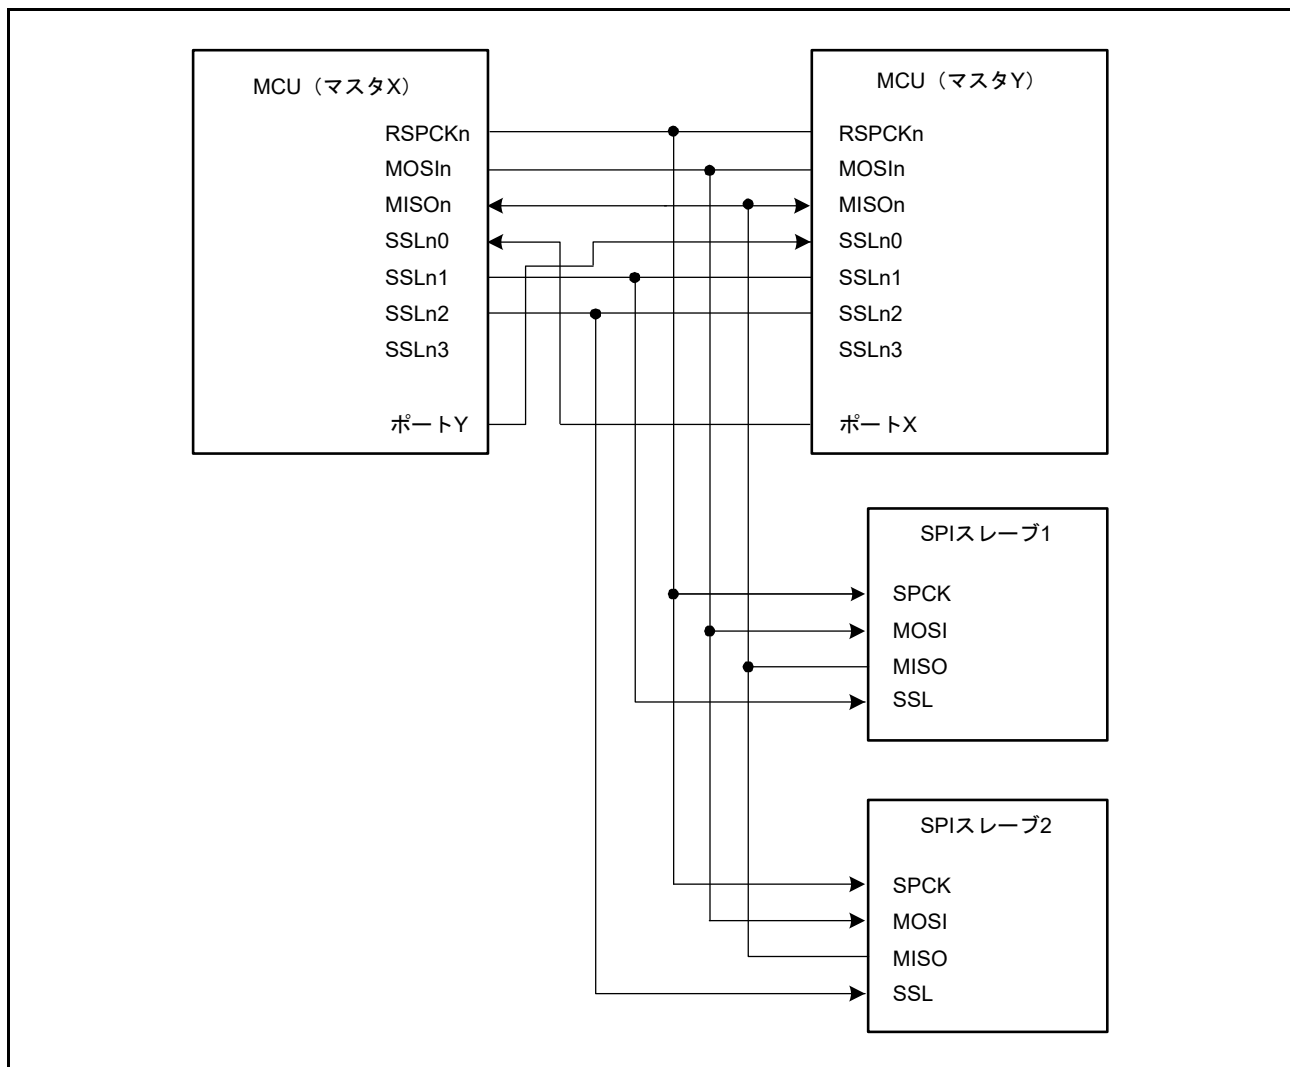 MCU（マスタX）
RSPCKn
MOSIn
MISOn
SSLn0
SSLn1
SSLn2
SSLn3
ポートY
MCU（マスタY）
RSPCKn
MOSIn
MISOn
SSLn0
SSLn1
SSLn2
SSLn3
ポートX
SPIスレーブ1
SPCK
MOSI
MISO
SSL
SPIスレーブ2
SPCK
MOSI
MISO
SSL